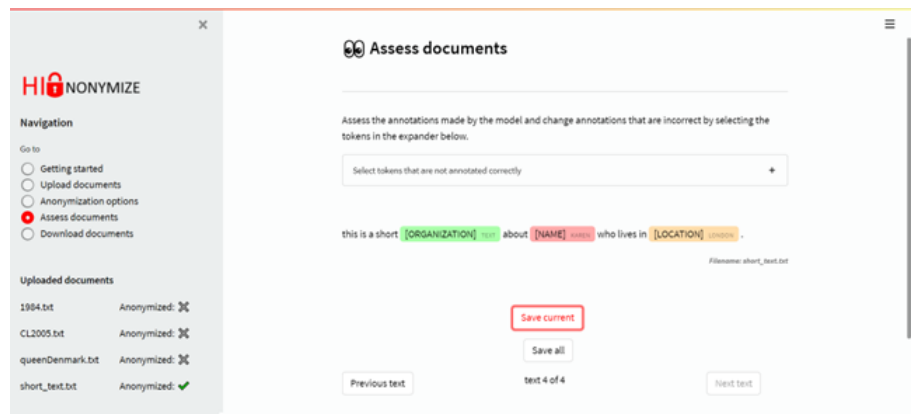 Assess documents
HIDENONYMIZE
Navigation
Go to
Getting started
Upload documents
Anonymization options
Assess documents
Download documents
Uploaded documents
1984.txt Anonymized:
CL2005.txt Anonymized:
queenDenmark.txt Anonymized:
short_text.txt Anonymized:
Assess the annotations made by the model and change annotations that are incorrect by selecting the
tokens in the expander below.
Select tokens that are not annotated correctly
this is a short [ORGANIZATION] TEXT about [NAME] KAREN who lives in [LOCATION] LONDON .
Filename: short_text.txt
Save current
Save all
Previous text text 4 of 4 Next text